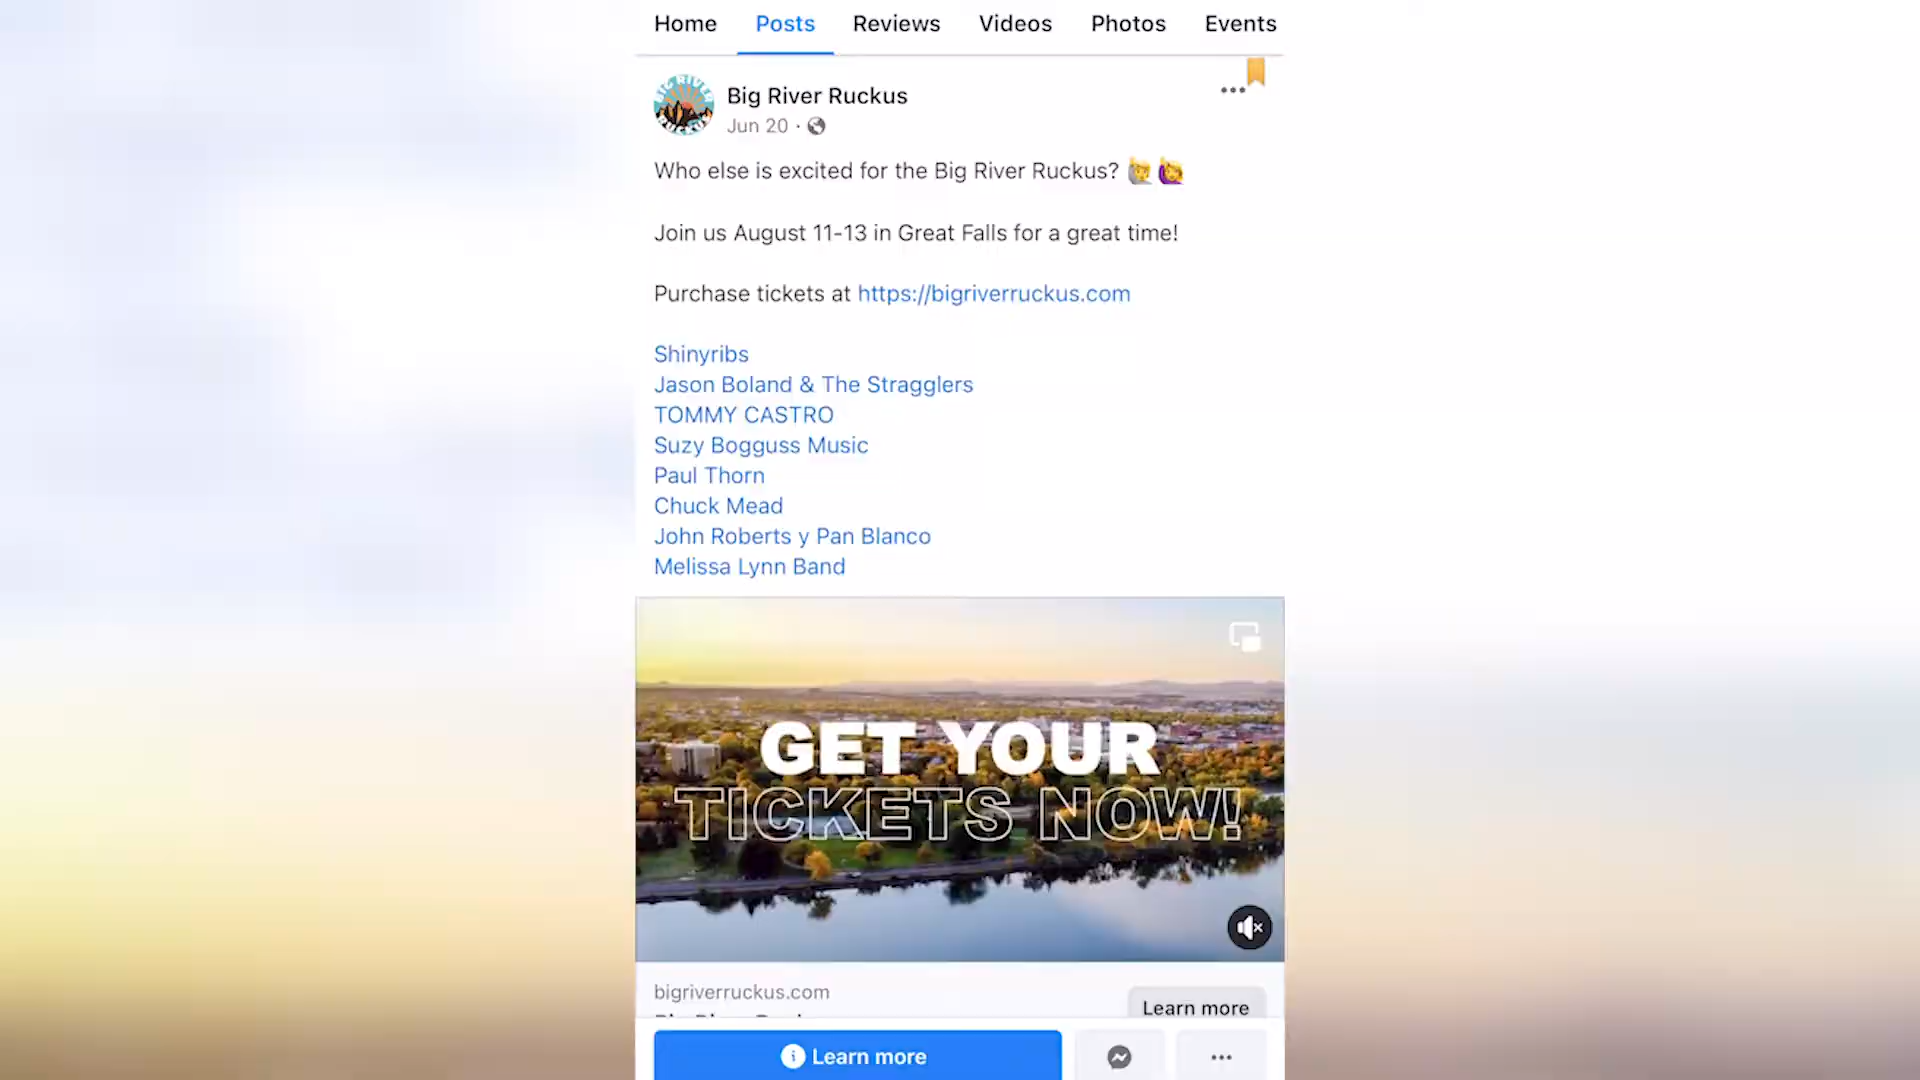 Home Posts Reviews Videos Photos Events
BIG RIVER
RUCKUS
Big River Ruckus
Jun 20 ·
Who else is excited for the Big River Ruckus?
Join us August 11-13 in Great Falls for a great time!
Purchase tickets at https://bigriverruckus.com
Shinyribs
Jason Boland & The Stragglers
TOMMY CASTRO
Suzy Bogguss Music
Paul Thorn
Chuck Mead
John Roberts y Pan Blanco
Melissa Lynn Band
GET YOUR
TICKETS NOW!
bigriverruckus.com
Learn more
Learn more